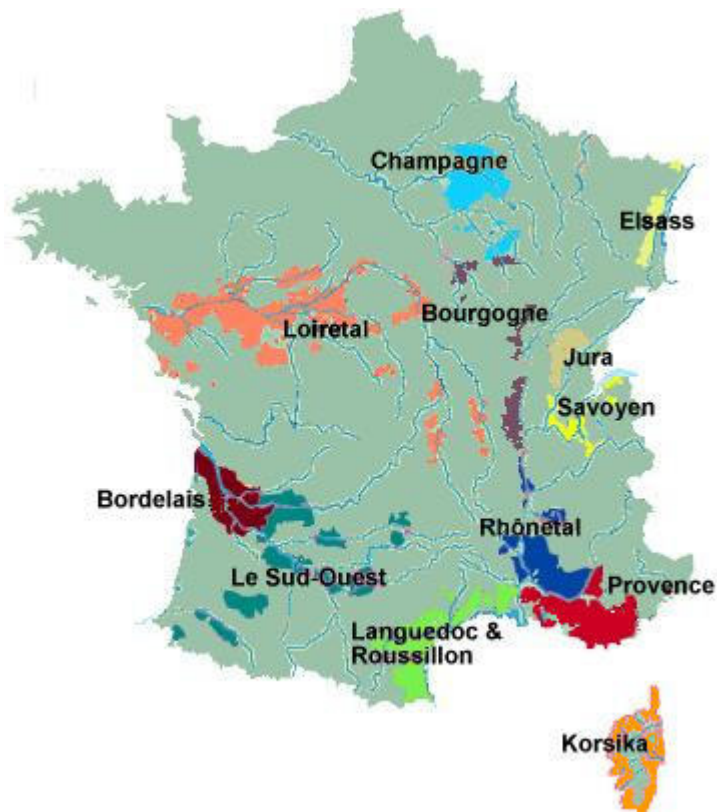 Champagne
Elsass
Bourgogne
Loiretal
Jura
Savoyen
Bordelais
Rhônetal
Le Sud-Ouest
Provence
Languedoc &
Roussillon
Korsika